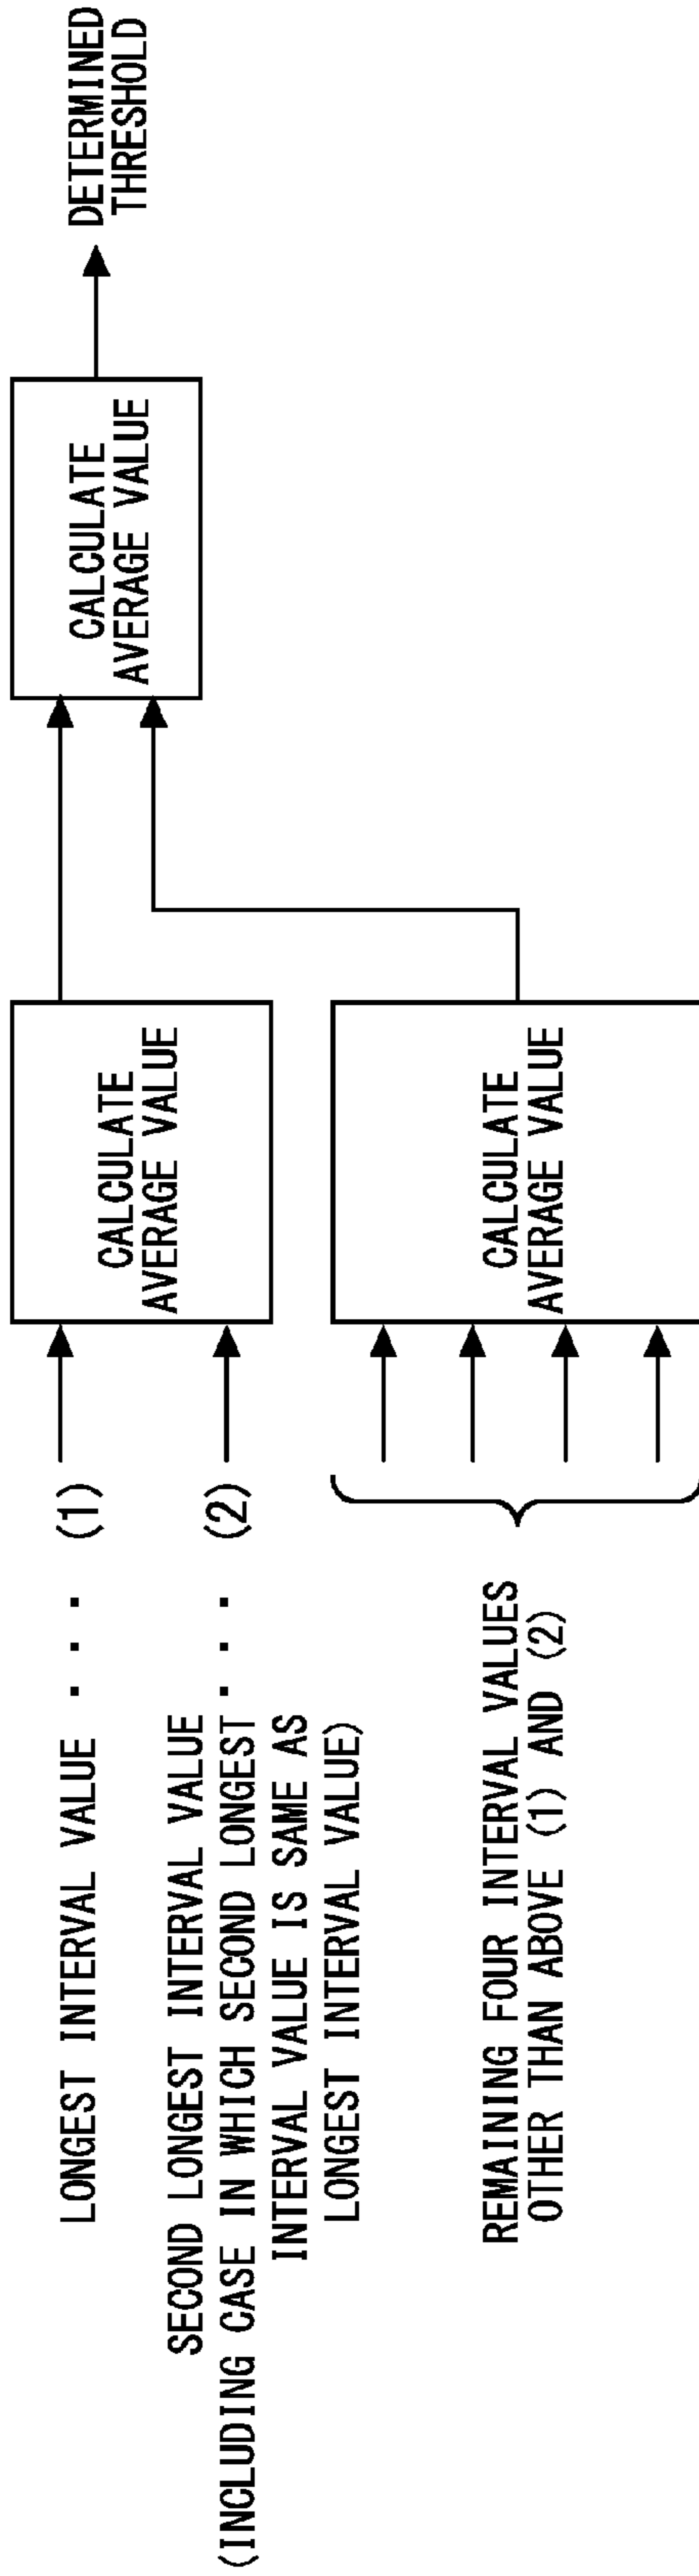 LONGEST INTERVAL VALUE ・・・ (1)
SECOND LONGEST INTERVAL VALUE
(INCLUDING CASE IN WHICH SECOND LONGEST ・・・ (2)
INTERVAL VALUE IS SAME AS
LONGEST INTERVAL VALUE)
REMAINING FOUR INTERVAL VALUES
OTHER THAN ABOVE (1) AND (2)
CALCULATE
AVERAGE VALUE
CALCULATE
AVERAGE VALUE
CALCULATE
AVERAGE VALUE
DETERMINED
THRESHOLD